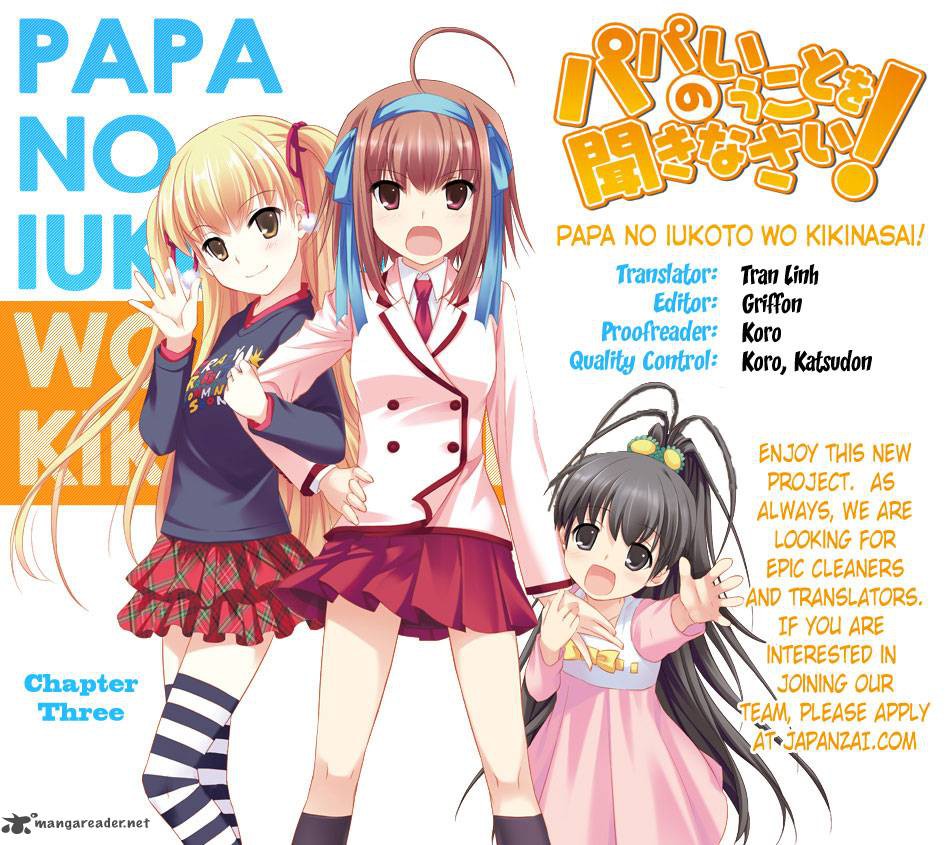 PAPA
NO
IUK
WO
KIK
パパのいうことを
聞きなさい!
PAPA NO IUKOTO WO KIKINASAI!
Translator: Tran Linh
Editor: Griffon
Proofreader: Koro
Quality Control: Koro, Katsudon
ENJOY THIS NEW
PROJECT. AS
ALWAYS, WE ARE
LOOKING FOR
EPIC CLEANERS
AND TRANSLATORS.
IF YOU ARE
INTERESTED IN
JOINING OUR
TEAM, PLEASE APPLY
AT JAPANZAI.COM
Chapter
Three
mangareader.net